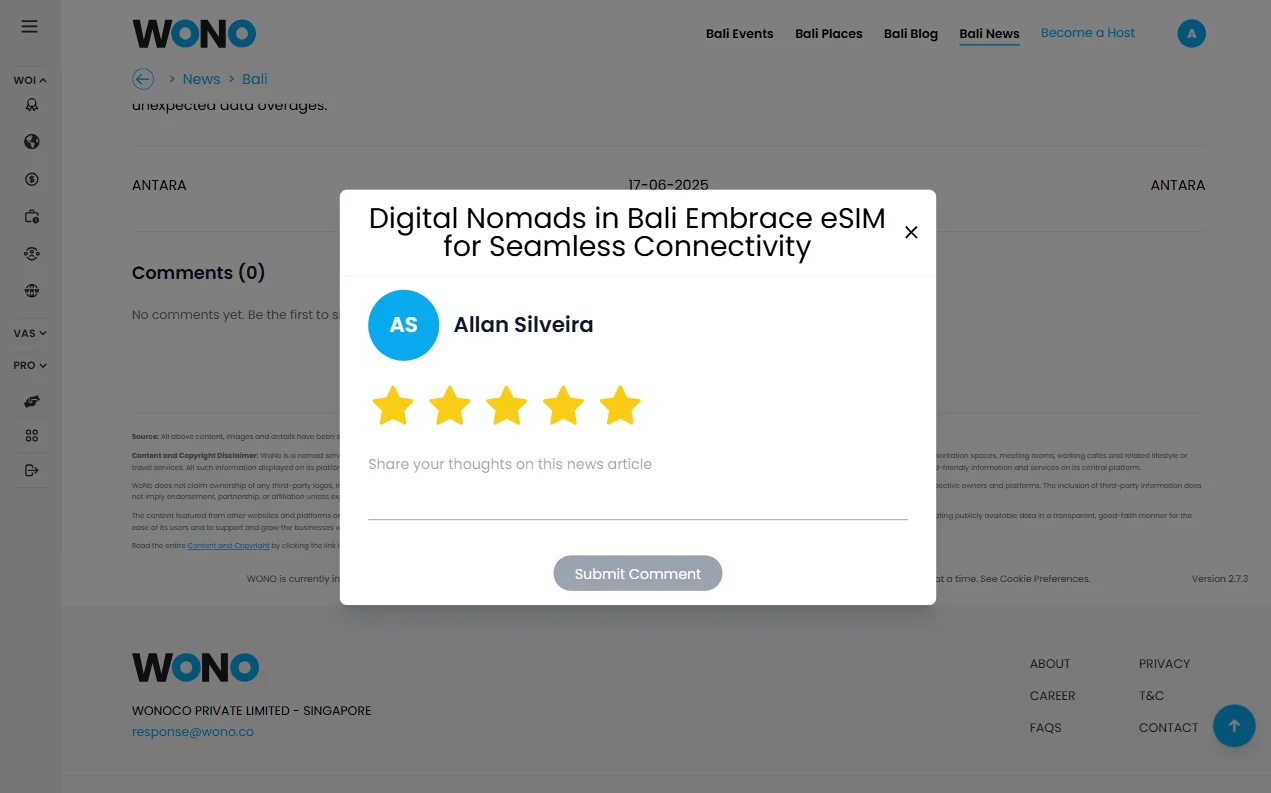 WONO
Bali Events
Bali Places
Bali Blog
Bali News
Become a Host
A
> News > Bali
unexpected data overages.
WOI
VAS
PRO
ANTARA
17-06-2025
ANTARA
Comments (0)
No comments yet. Be the first to s
Digital Nomads in Bali Embrace eSIM
for Seamless Connectivity
AS
Allan Silveira
Share your thoughts on this news article
Submit Comment
Source: All above content, images and details have been s
Content and Copyright Disclaimer: WoNo is a nomad serv
workation spaces, meeting rooms, working cafés and related lifestyle or
travel services. All such information displayed on its platfor
-friendly information and services on its central platform.
WoNo does not claim ownership of any third-party logos, i
ective owners and platforms. The inclusion of third-party information does
not imply endorsement, partnership, or affiliation unless ex
The content featured from other websites and platforms ar
ating publicly available data in a transparent, good-faith manner for the
ease of its users and to support and grow the businesses w
Read the entire Content and Copyright by clicking the link
WONO is currently in
at a time. See Cookie Preferences.
Version 2.7.3
WONO
WONOCO PRIVATE LIMITED - SINGAPORE
response@wono.co
ABOUT
PRIVACY
CAREER
T&C
FAQS
CONTACT